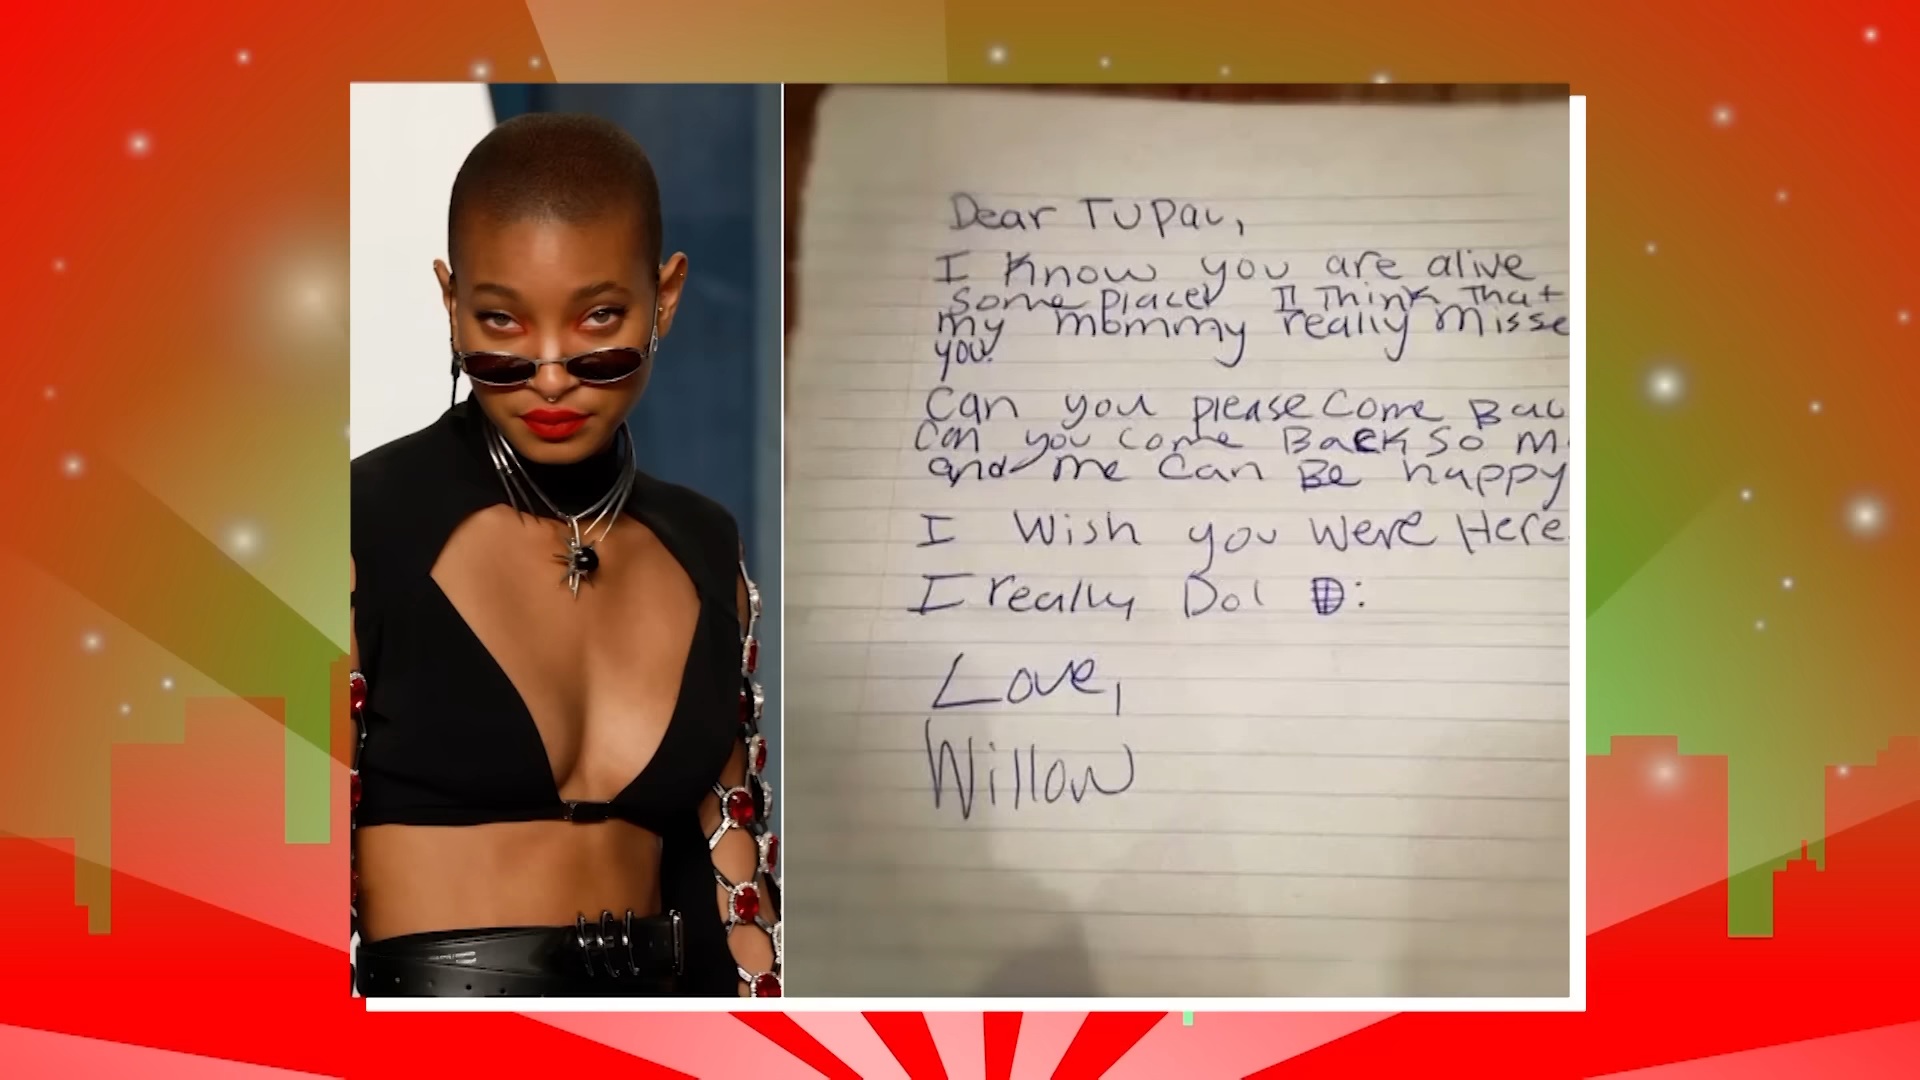 Dear Tupac,
I Know you are alive
some place I Think That
my mommy really misse
you.
Can you please Come Bac
Can you come Back so m
and me Can Be happy
I Wish you Were Here
I really Do!
Love,
Willow